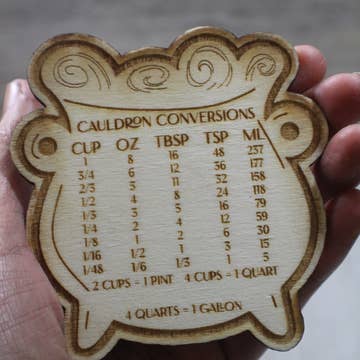 CAULDRON CONVERSIONS
CUP OZ TBSP TSP ML
1 8 16 48 237
3/4 6 12 36 177
2/3 5 11 32 158
1/2 4 8 24 118
1/3 3 5 16 79
1/4 2 4 12 59
1/8 1 2 6 30
1/16 1/2 1 3 15
1/48 1/6 1/3 1 5
2 CUPS = 1 PINT 4 CUPS = 1 QUART
4 QUARTS = 1 GALLON